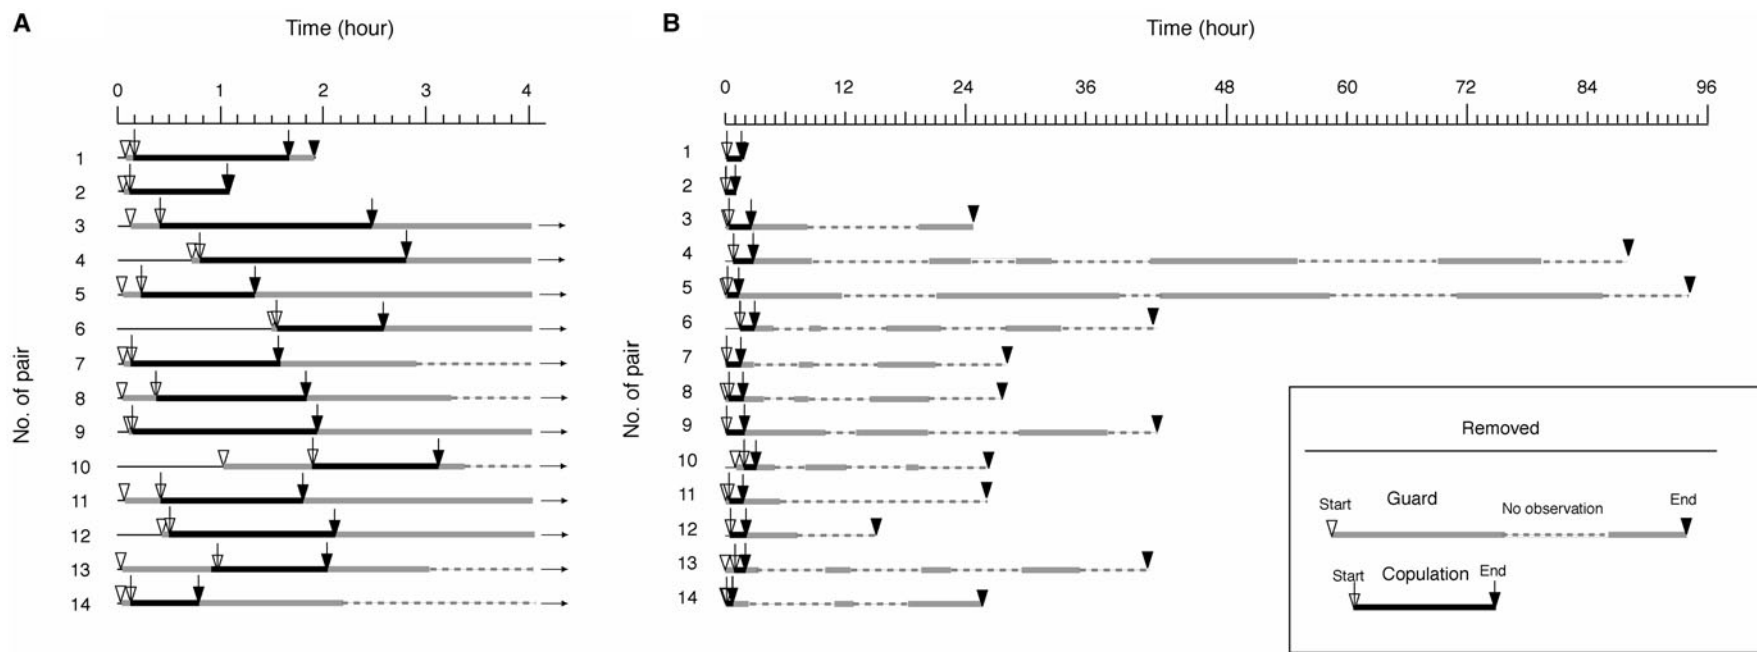 A
Time (hour)
0 1 2 3 4
No. of pair
1
2
3
4
5
6
7
8
9
10
11
12
13
14
B
Time (hour)
0 12 24 36 48 60 72 84 96
No. of pair
1
2
3
4
5
6
7
8
9
10
11
12
13
14
Removed
Start Guard No observation End
Start Copulation End